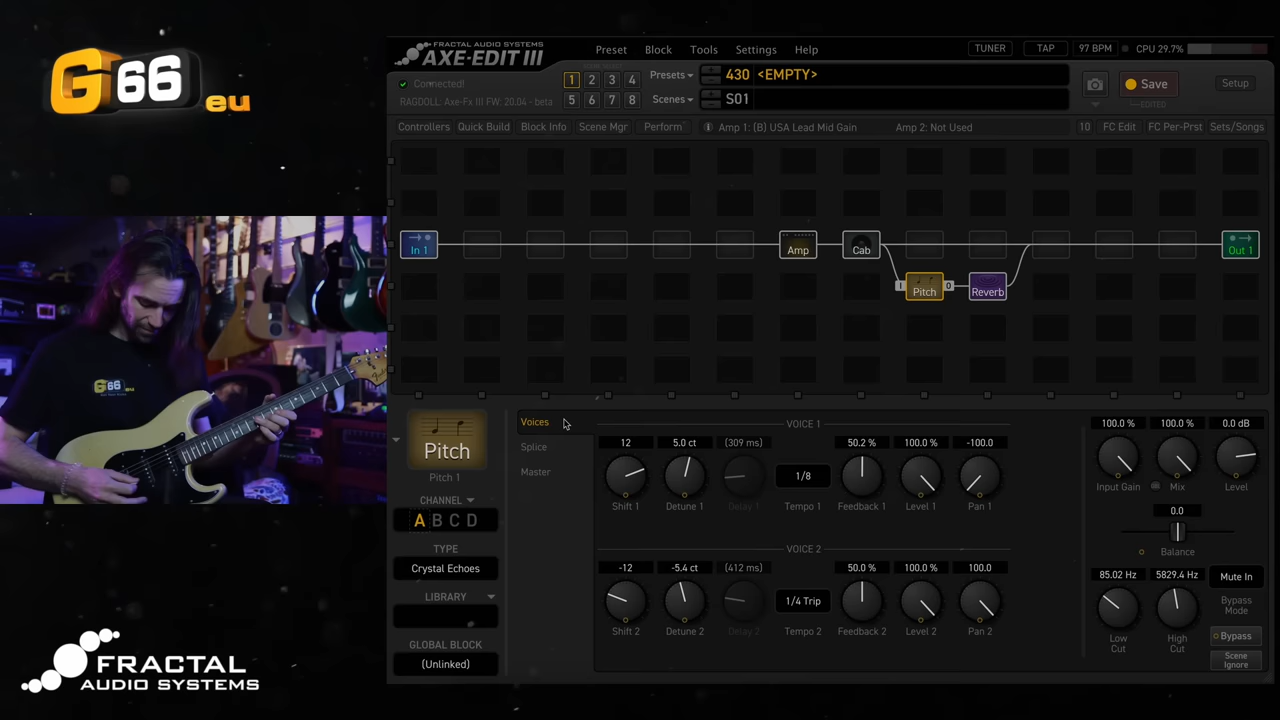 G66.eu
FRACTAL AUDIO SYSTEMS
AXE-EDIT III
Preset Block Tools Settings Help
TUNER TAP 97 BPM CPU 29.7%
Connected!
RAGDOLL: Axe-Fx III FW: 20.04 - beta
1 2 3 4
5 6 7 8
Presets 430 <EMPTY>
Scenes S01
Save
EDITED
Setup
Controllers Quick Build Block Info Scene Mgr Perform Amp 1: (B) USA Lead Mid Gain Amp 2: Not Used 10 FC Edit FC Per-Prst Sets/Songs
In 1 Amp Cab Out 1
I Pitch O Reverb
G66.eu
Pitch
Pitch 1
CHANNEL
A B C D
TYPE
Crystal Echoes
LIBRARY
GLOBAL BLOCK
(Unlinked)
Voices
Splice
Master
VOICE 1
12 5.0 ct (309 ms) 50.2 % 100.0 % -100.0
1/8
Shift 1 Detune 1 Delay 1 Tempo 1 Feedback 1 Level 1 Pan 1
VOICE 2
-12 -5.4 ct (412 ms) 50.0 % 100.0 % 100.0
1/4 Trip
Shift 2 Detune 2 Delay 2 Tempo 2 Feedback 2 Level 2 Pan 2
100.0 % 100.0 % 0.0 dB
Input Gain Mix Level
0.0
Balance
85.02 Hz 5829.4 Hz Mute In
Bypass Mode
Low Cut High Cut
Bypass
Scene Ignore
FRACTAL
AUDIO SYSTEMS